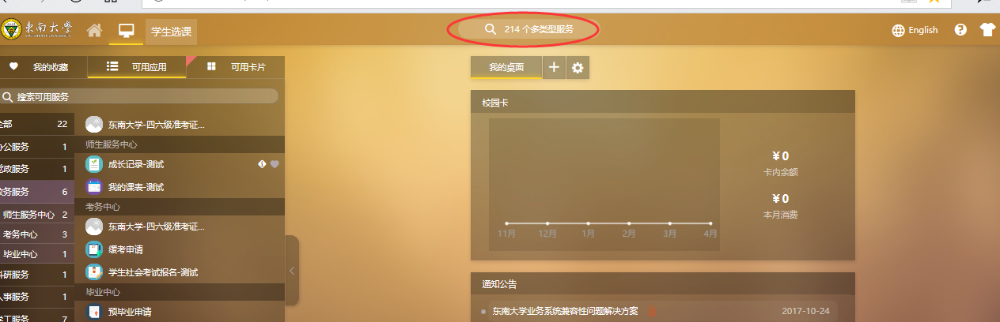 東南大學 学生选课 214 个多类型服务 English
我的收藏 可用应用 可用卡片
搜索可用服务
全部 22
办公服务 1
党政服务 1
教务服务 6
师生服务中心 2
考务中心 3
毕业中心 1
科研服务 1
人事服务 1
学工服务 7
东南大学-四六级准考证...
师生服务中心
成长记录-测试
我的课表-测试
考务中心
东南大学-四六级准考证...
缓考申请
学生社会考试报名-测试
毕业中心
预毕业申请
我的桌面
校园卡
11月 12月 1月 2月 3月 4月
¥0
卡内余额
¥0
本月消费
通知公告
东南大学业务系统兼容性问题解决方案 2017-10-24